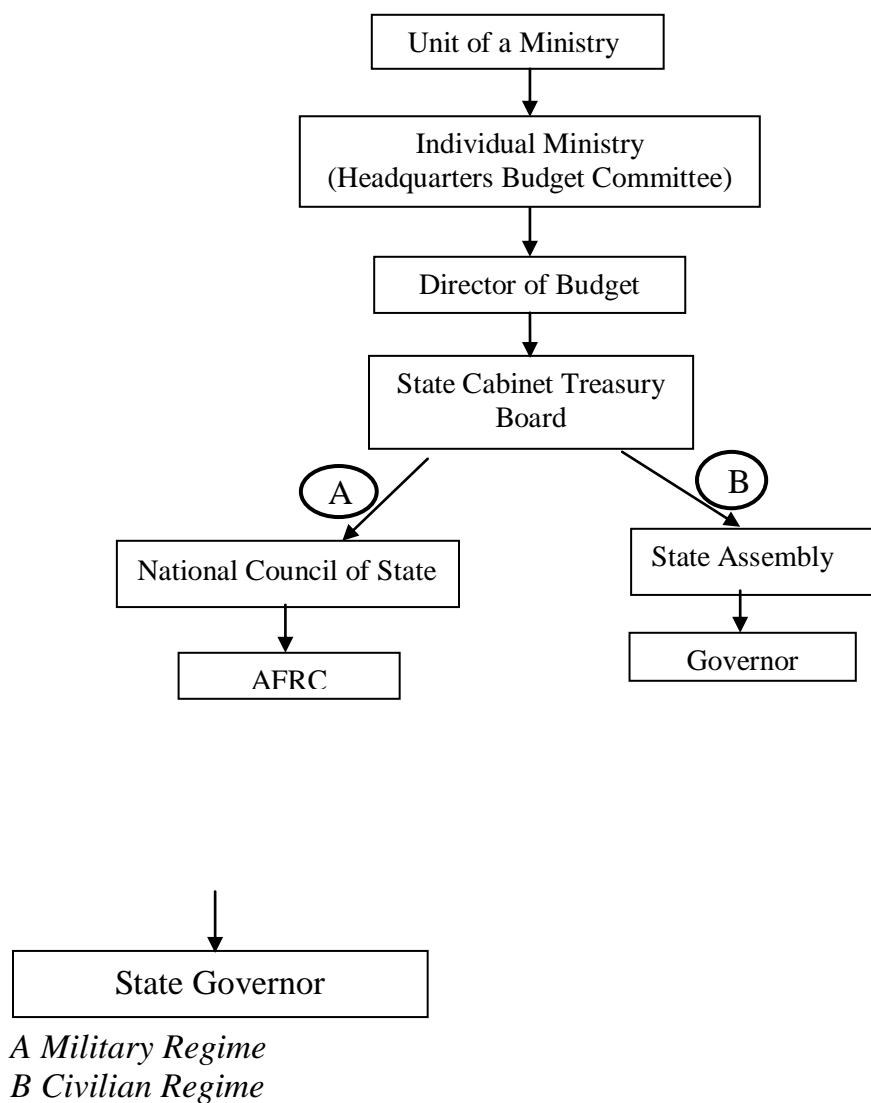 Unit of a Ministry
Individual Ministry
(Headquarters Budget Committee)
Director of Budget
State Cabinet Treasury
Board
A
B
National Council of State
State Assembly
AFRC
Governor
State Governor
A Military Regime
B Civilian Regime